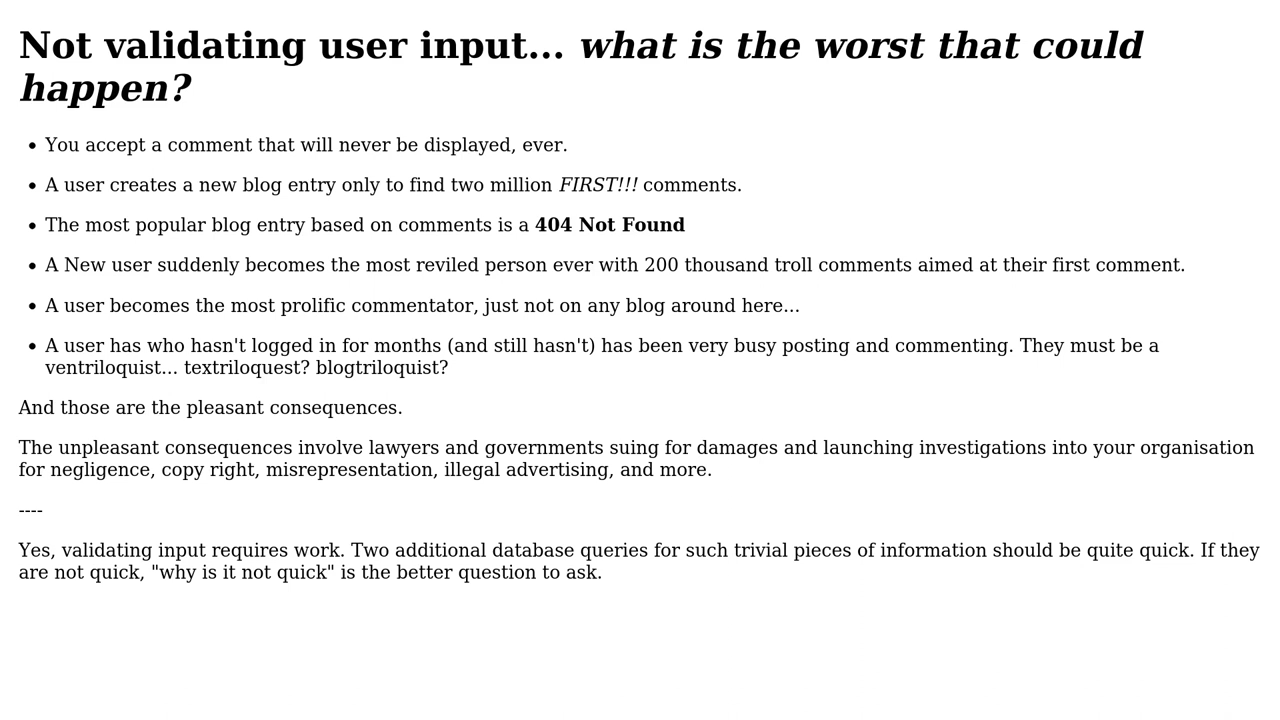 Not validating user input... what is the worst that could
happen?
• You accept a comment that will never be displayed, ever.
• A user creates a new blog entry only to find two million FIRST!!! comments.
• The most popular blog entry based on comments is a 404 Not Found
• A New user suddenly becomes the most reviled person ever with 200 thousand troll comments aimed at their first comment.
• A user becomes the most prolific commentator, just not on any blog around here...
• A user has who hasn't logged in for months (and still hasn't) has been very busy posting and commenting. They must be a
ventriloquist... textriloquest? blogtriloquist?
And those are the pleasant consequences.
The unpleasant consequences involve lawyers and governments suing for damages and launching investigations into your organisation
for negligence, copy right, misrepresentation, illegal advertising, and more.
----
Yes, validating input requires work. Two additional database queries for such trivial pieces of information should be quite quick. If they
are not quick, "why is it not quick" is the better question to ask.